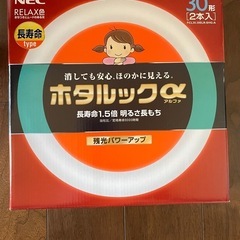 NEC
RELAX色
30形
[2本入]
長寿命
type
消しても安心、ほのかに見える。
ホタルックα
アルファ
長寿命1.5倍 明るさ長もち
残光パワーアップ